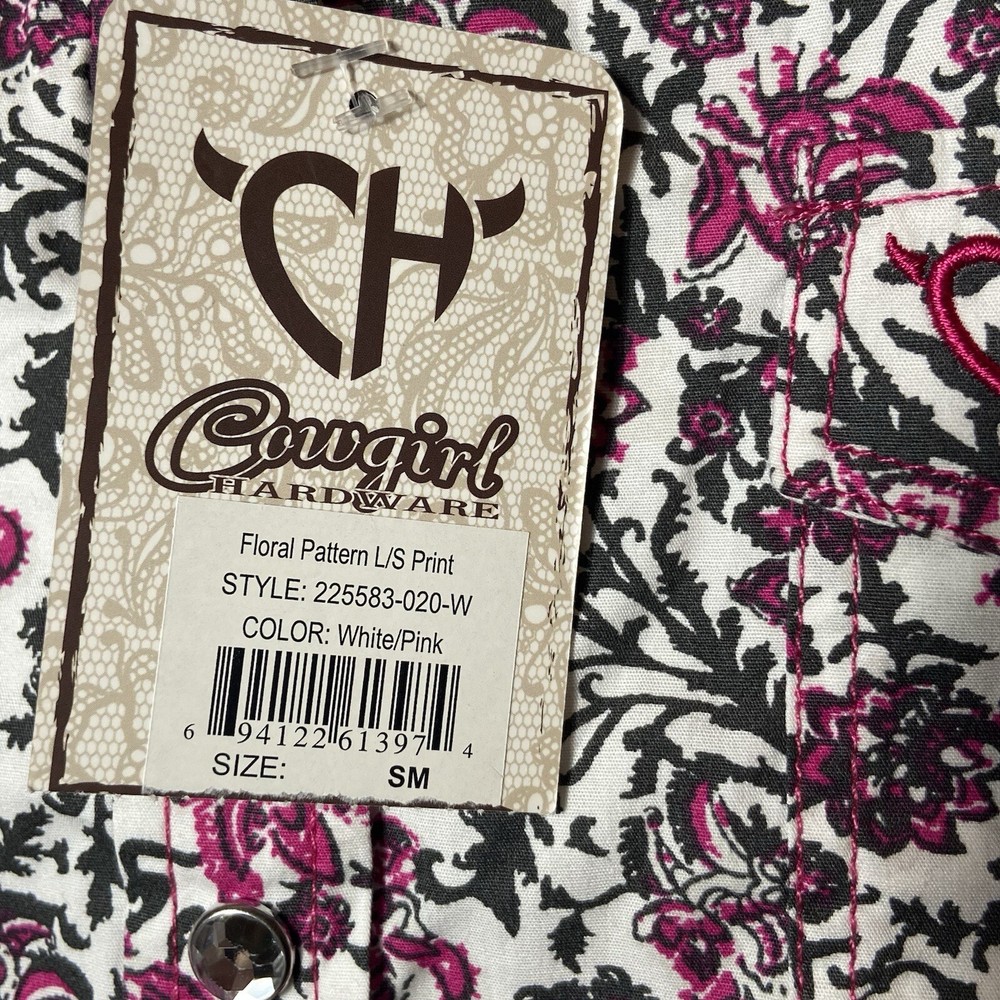 CH
Cowgirl
HARDWARE
Floral Pattern L/S Print
STYLE: 225583-020-W
COLOR: White/Pink
6 94122 61397 4
SIZE: SM